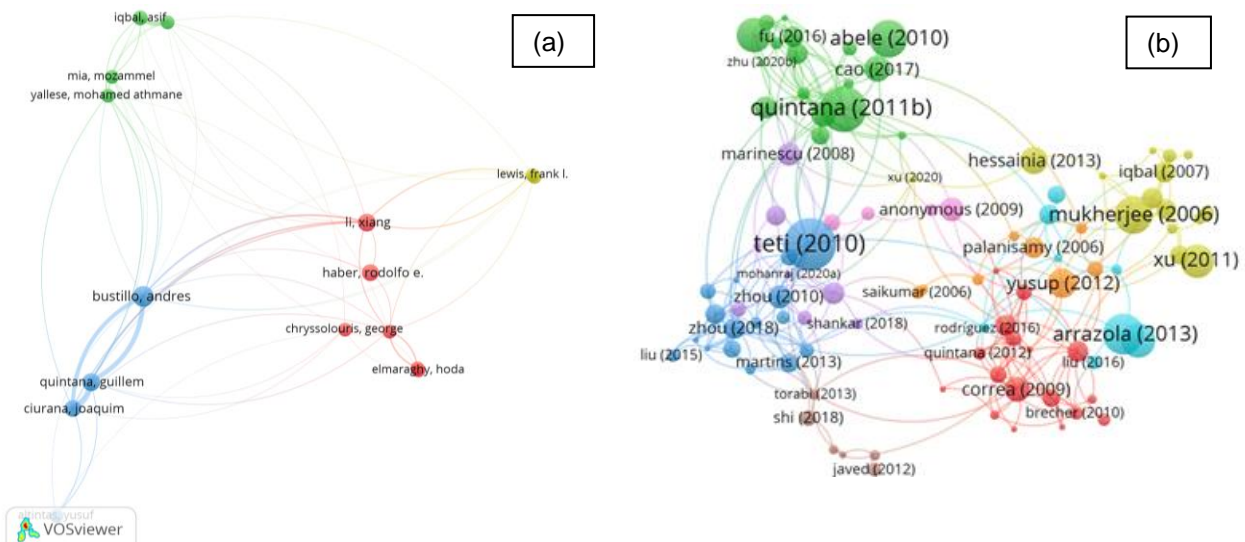 iqbal, asif
(a)
mia, mozammel
yallese, mohamed athmane
lewis, frank l.
li, xiang
haber, rodolfo e.
bustillo, andres
chryssolouris, george
elmaraghy, hoda
quintana, guillem
ciurana, joaquim
altintas, yusuf
VOSviewer
(b)
fu (2016)
abele (2010)
zhu (2020b)
cao (2017)
quintana (2011b)
marinescu (2008)
hessainia (2013)
iqbal (2007)
xu (2020)
anonymous (2009)
mukherjee (2006)
teti (2010)
palanisamy (2006)
xu (2011)
mohanraj (2020a)
zhou (2010)
saikumar (2006)
yusup (2012)
zhou (2018)
shankar (2018)
rodríguez (2016)
arrazola (2013)
liu (2015)
martins (2013)
quintana (2012)
liu (2016)
torabi (2013)
correa (2009)
shi (2018)
brecher (2010)
javed (2012)